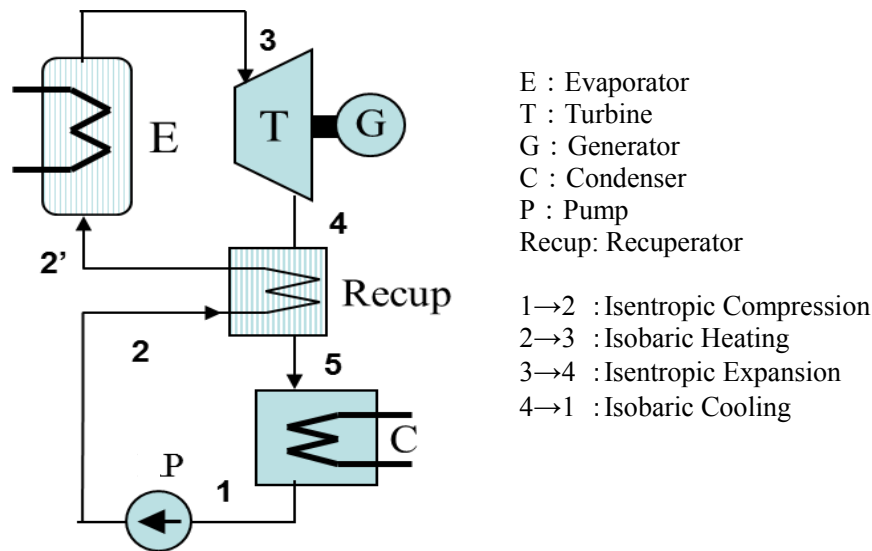 3
E
T
G
4
2'
Recup
2
5
C
P
1
E : Evaporator
T : Turbine
G : Generator
C : Condenser
P : Pump
Recup: Recuperator
1→2 : Isentropic Compression
2→3 : Isobaric Heating
3→4 : Isentropic Expansion
4→1 : Isobaric Cooling